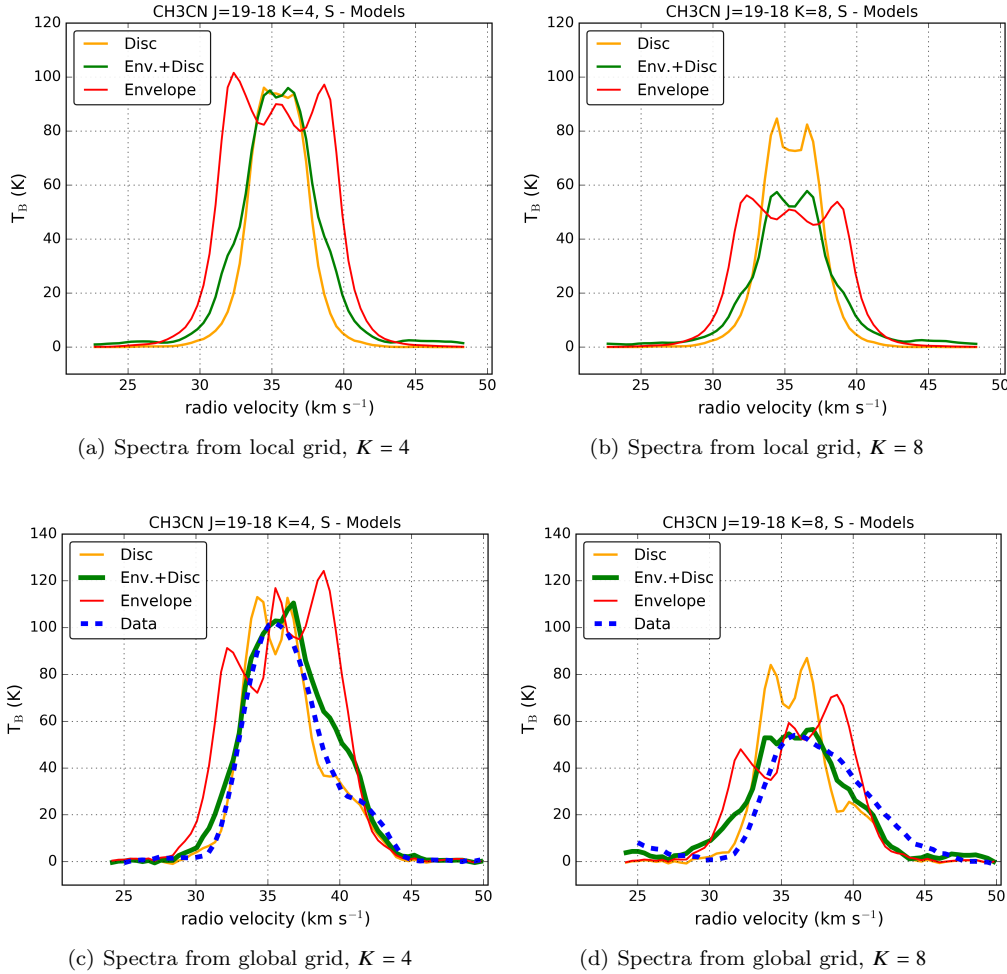 CH3CN J=19-18 K=4, S - Models
Disc
Env.+Disc
Envelope
T_B (K)
120
100
80
60
40
20
0
25 30 35 40 45 50
radio velocity (km s⁻¹)
(a) Spectra from local grid, K = 4
CH3CN J=19-18 K=8, S - Models
Disc
Env.+Disc
Envelope
T_B (K)
120
100
80
60
40
20
0
25 30 35 40 45 50
radio velocity (km s⁻¹)
(b) Spectra from local grid, K = 8
CH3CN J=19-18 K=4, S - Models
Disc
Env.+Disc
Envelope
Data
T_B (K)
140
120
100
80
60
40
20
0
25 30 35 40 45 50
radio velocity (km s⁻¹)
(c) Spectra from global grid, K = 4
CH3CN J=19-18 K=8, S - Models
Disc
Env.+Disc
Envelope
Data
T_B (K)
140
120
100
80
60
40
20
0
25 30 35 40 45 50
radio velocity (km s⁻¹)
(d) Spectra from global grid, K = 8